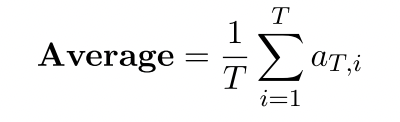 Average = \frac{1}{T} \sum_{i=1}^{T} a_{T,i}